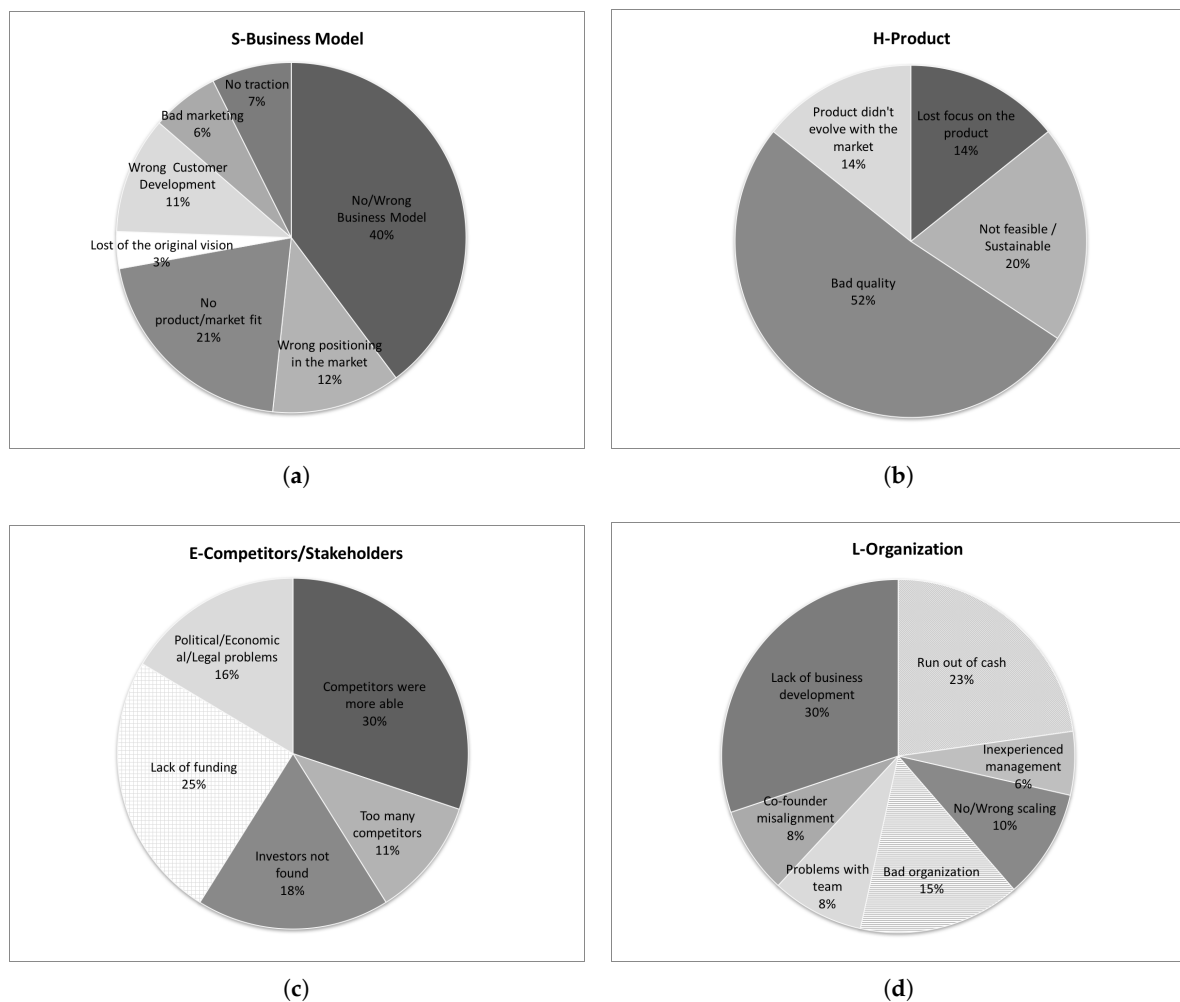 S-Business Model
No traction
7%
Bad marketing
6%
Wrong Customer
Development
11%
Lost of the original vision
3%
No
product/market fit
21%
Wrong positioning
in the market
12%
No/Wrong
Business Model
40%
(a)
H-Product
Product didn't
evolve with the
market
14%
Lost focus on the
product
14%
Not feasible /
Sustainable
20%
Bad quality
52%
(b)
E-Competitors/Stakeholders
Political/Economic
al/Legal problems
16%
Competitors were
more able
30%
Lack of funding
25%
Too many
competitors
11%
Investors not
found
18%
(c)
L-Organization
Lack of business
development
30%
Run out of cash
23%
Inexperienced
management
6%
No/Wrong scaling
10%
Co-founder
misalignment
8%
Problems with
team
8%
Bad organization
15%
(d)